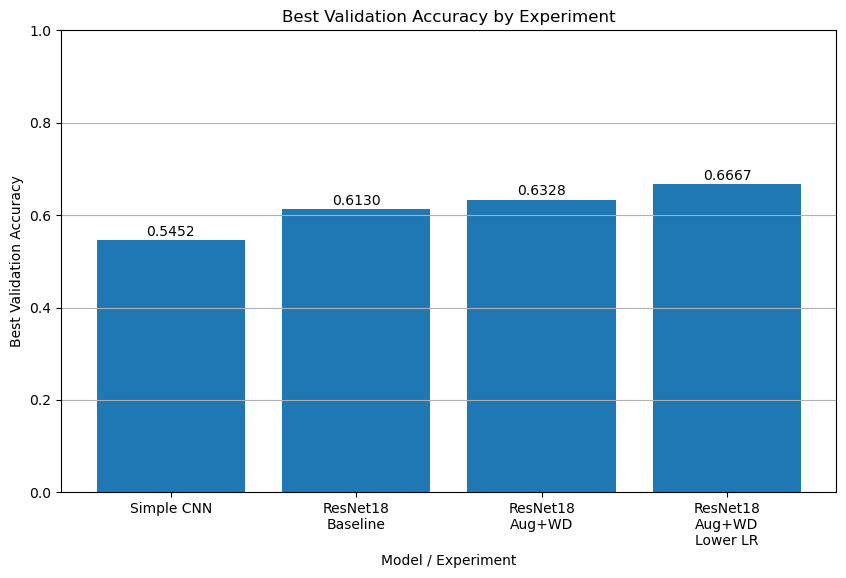 Best Validation Accuracy by Experiment
Best Validation Accuracy
1.0
0.8
0.6
0.4
0.2
0.0
0.5452
0.6130
0.6328
0.6667
Simple CNN
ResNet18
Baseline
ResNet18
Aug+WD
ResNet18
Aug+WD
Lower LR
Model / Experiment